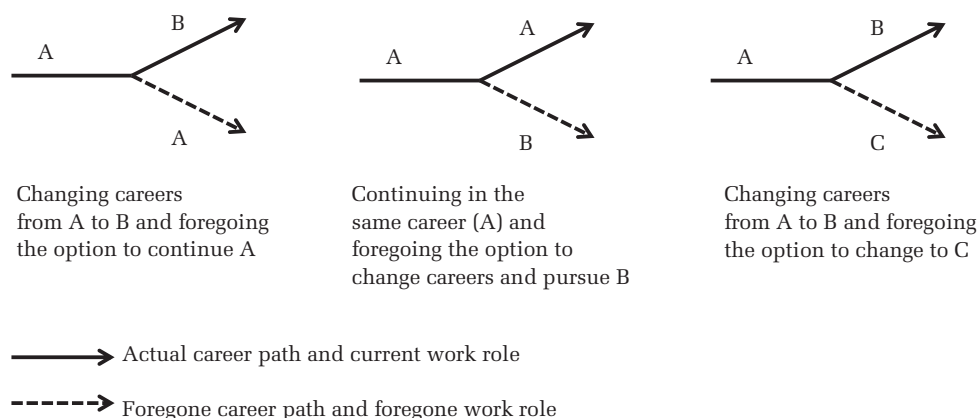 A
B
A
A
A
B
A
B
C
Changing careers
from A to B and foregoing
the option to continue A
Continuing in the
same career (A) and
foregoing the option to
change careers and pursue B
Changing careers
from A to B and foregoing
the option to change to C
Actual career path and current work role
Foregone career path and foregone work role